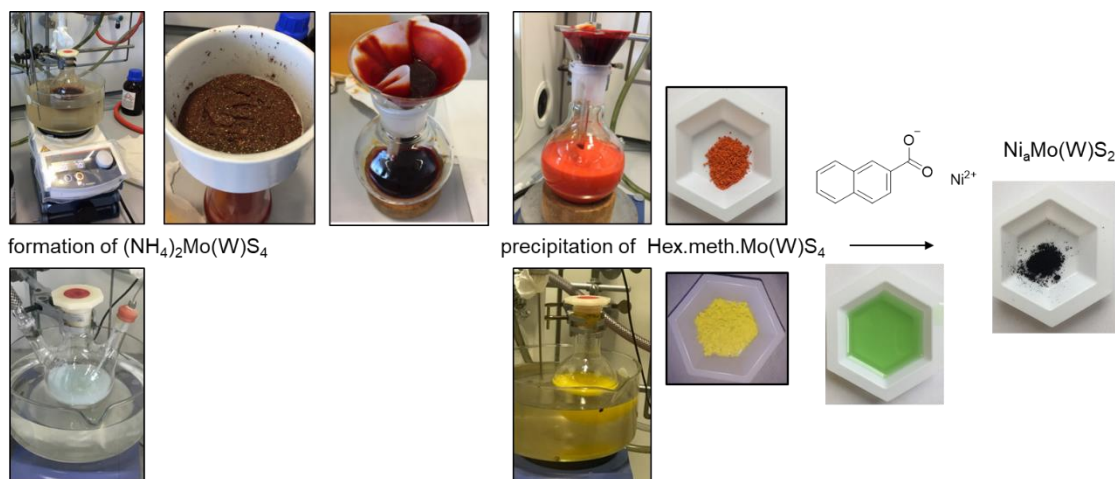 O⁻
O
Ni²⁺
NiₐMo(W)S₂
formation of (NH₄)₂Mo(W)S₄
precipitation of Hex.meth.Mo(W)S₄